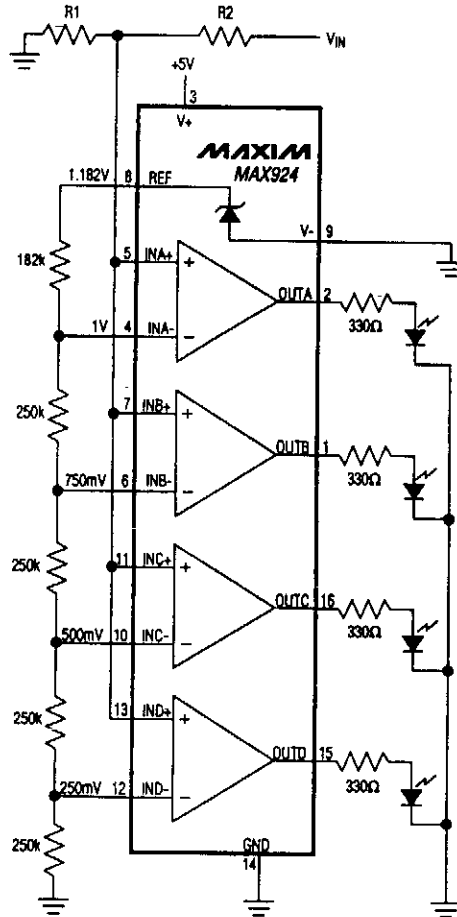 R1
R2
VIN
+5V
3
V+
MAXIM
MAX924
1.182V
8
REF
V-
9
182k
5
INA+
+
OUTA
2
330Ω
1V
4
INA-
−
250k
7
INB+
+
OUTB
1
330Ω
750mV
6
INB-
−
250k
11
INC+
+
OUTC
16
330Ω
500mV
10
INC-
−
250k
13
IND+
+
OUTD
15
330Ω
250mV
12
IND-
−
250k
GND
14